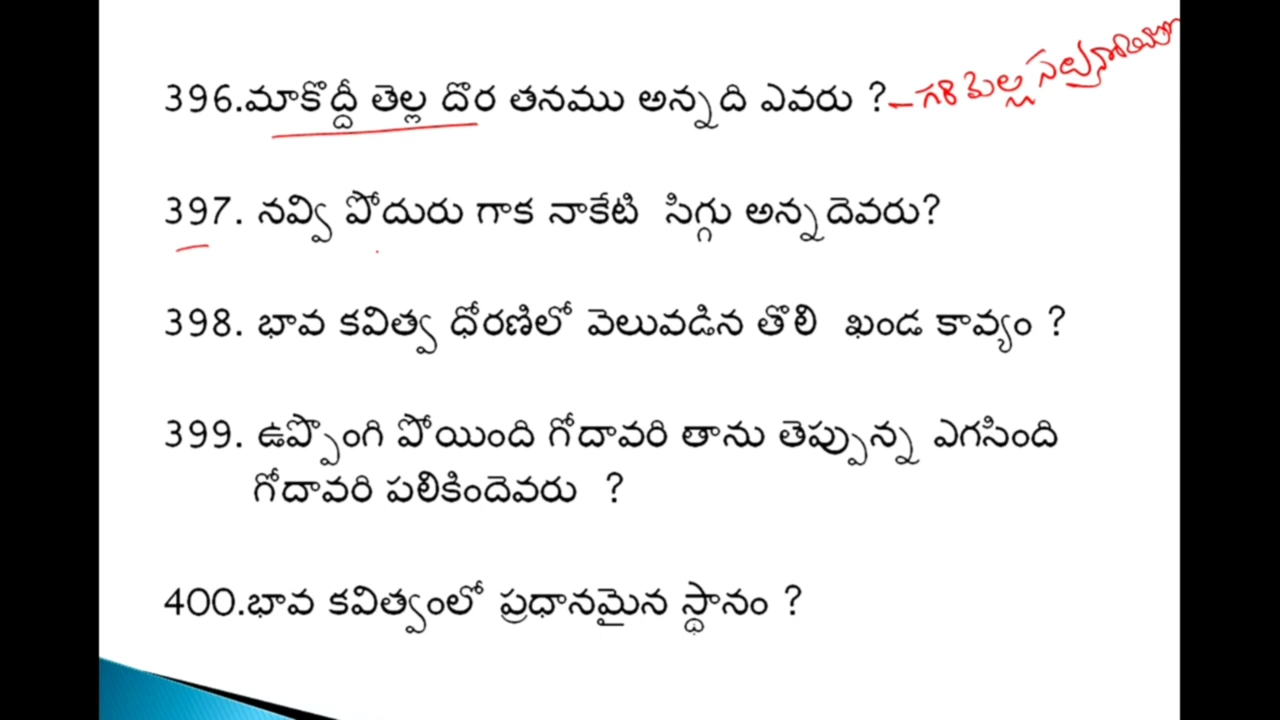 396.మాకొద్దీ తెల్ల దొర తనము అన్నది ఎవరు ? – గరిమెల్ల
397. నవ్వి పోదురు గాక నాకేటి సిగ్గు అన్నదెవరు?
398. భావ కవిత్వ ధోరణిలో వెలువడిన తొలి ఖండ కావ్యం ?
399. ఉప్పొంగి పోయింది గోదావరి తాను తెప్పున్న ఎగసింది
గోదావరి పలికిందెవరు ?
400.భావ కవిత్వంలో ప్రధానమైన స్థానం ?